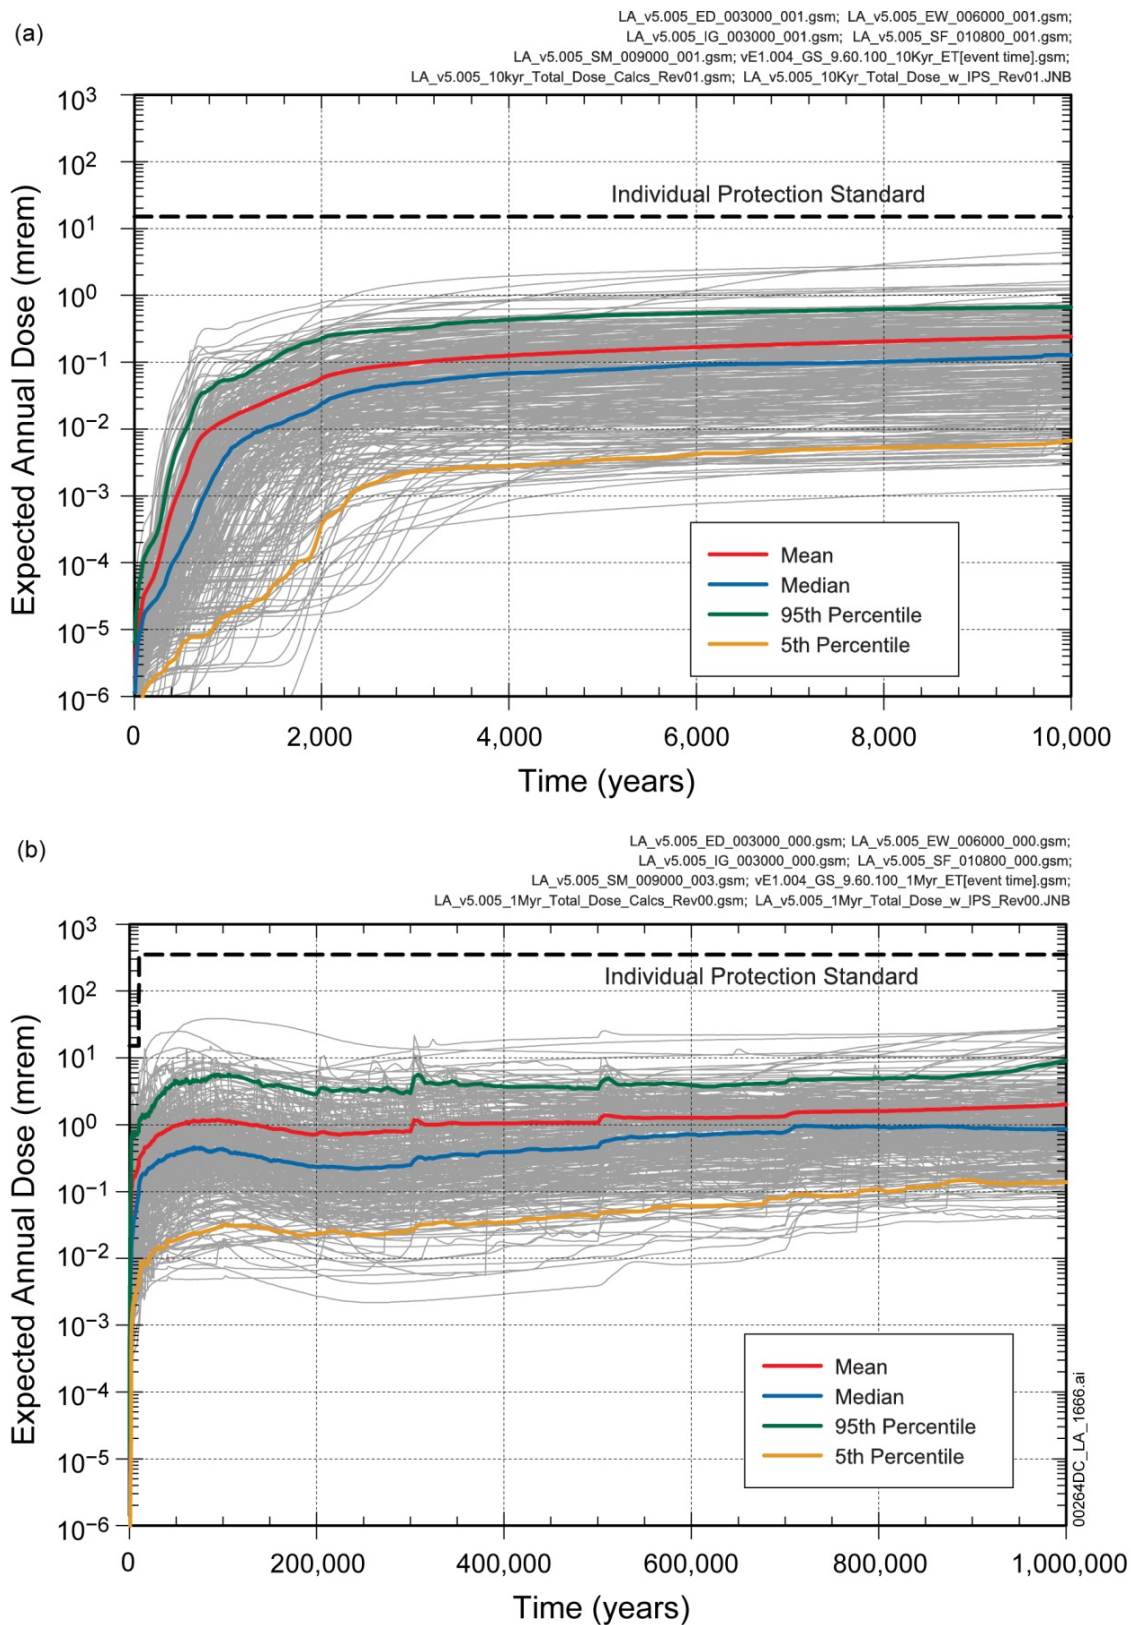 (a)
LA_v5.005_ED_003000_001.gsm; LA_v5.005_EW_006000_001.gsm;
LA_v5.005_IG_003000_001.gsm; LA_v5.005_SF_010800_001.gsm;
LA_v5.005_SM_009000_001.gsm; vE1.004_GS_9.60.100_10Kyr_ET[event time].gsm;
LA_v5.005_10kyr_Total_Dose_Calcs_Rev01.gsm; LA_v5.005_10Kyr_Total_Dose_w_IPS_Rev01.JNB
Expected Annual Dose (mrem)
10³
10²
10¹
10⁰
10⁻¹
10⁻²
10⁻³
10⁻⁴
10⁻⁵
10⁻⁶
Individual Protection Standard
Mean
Median
95th Percentile
5th Percentile
0 2,000 4,000 6,000 8,000 10,000
Time (years)
(b)
LA_v5.005_ED_003000_000.gsm; LA_v5.005_EW_006000_000.gsm;
LA_v5.005_IG_003000_000.gsm; LA_v5.005_SF_010800_000.gsm;
LA_v5.005_SM_009000_003.gsm; vE1.004_GS_9.60.100_1Myr_ET[event time].gsm;
LA_v5.005_1Myr_Total_Dose_Calcs_Rev00.gsm; LA_v5.005_1Myr_Total_Dose_w_IPS_Rev00.JNB
Expected Annual Dose (mrem)
10³
10²
10¹
10⁰
10⁻¹
10⁻²
10⁻³
10⁻⁴
10⁻⁵
10⁻⁶
Individual Protection Standard
Mean
Median
95th Percentile
5th Percentile
00264DC_LA_1666.ai
0 200,000 400,000 600,000 800,000 1,000,000
Time (years)